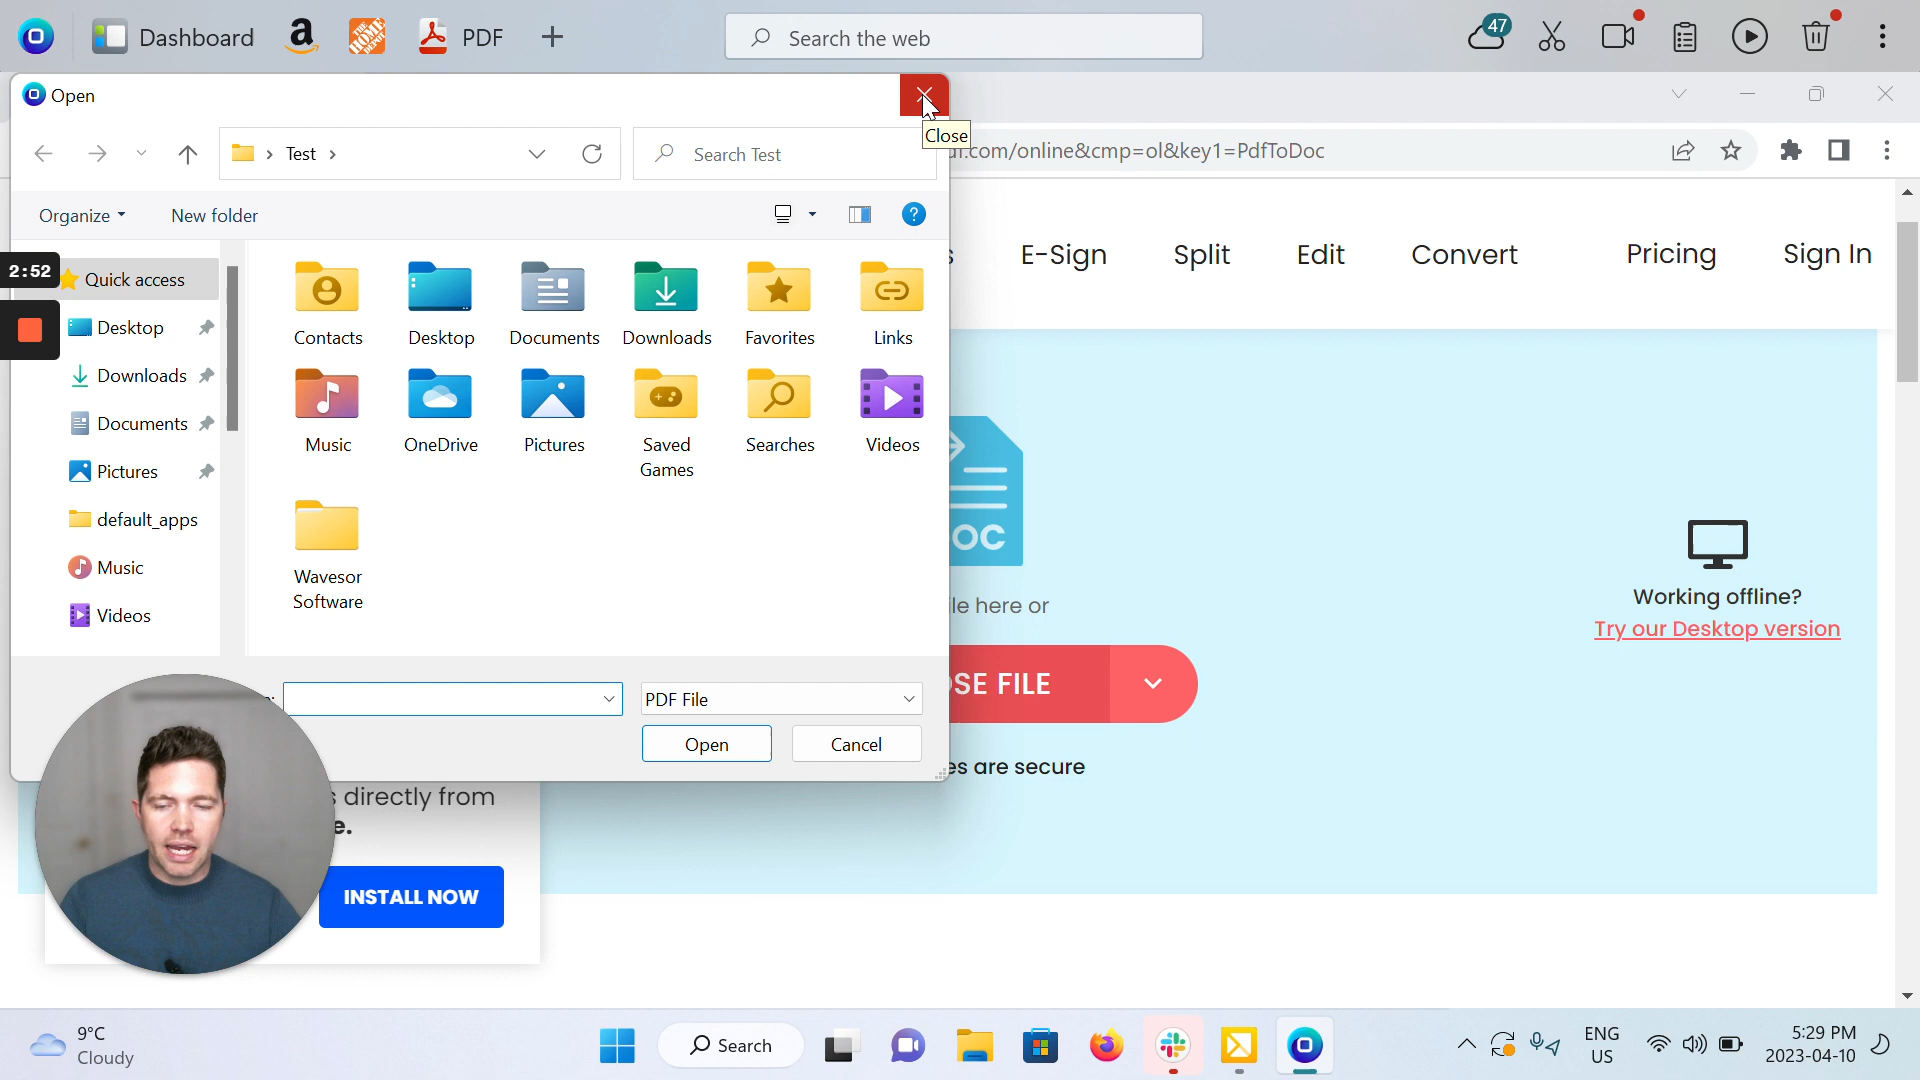 Dashboard
a
THE HOME DEPOT
PDF
Search the web
47
Open
Close
Test
Search Test
.com/online&cmp=ol&key1=PdfToDoc
Organize
New folder
?
E-Sign
Split
Edit
Convert
Pricing
Sign In
2:52
Quick access
Desktop
Downloads
Documents
Pictures
default_apps
Music
Videos
Contacts
Desktop
Documents
Downloads
Favorites
Links
Music
OneDrive
Pictures
Saved
Games
Searches
Videos
Wavesor
Software
OC
le here or
SE FILE
es are secure
Working offline?
Try our Desktop version
PDF File
Open
Cancel
s directly from
e.
INSTALL NOW
9°C
Cloudy
Search
ENG
US
5:29 PM
2023-04-10